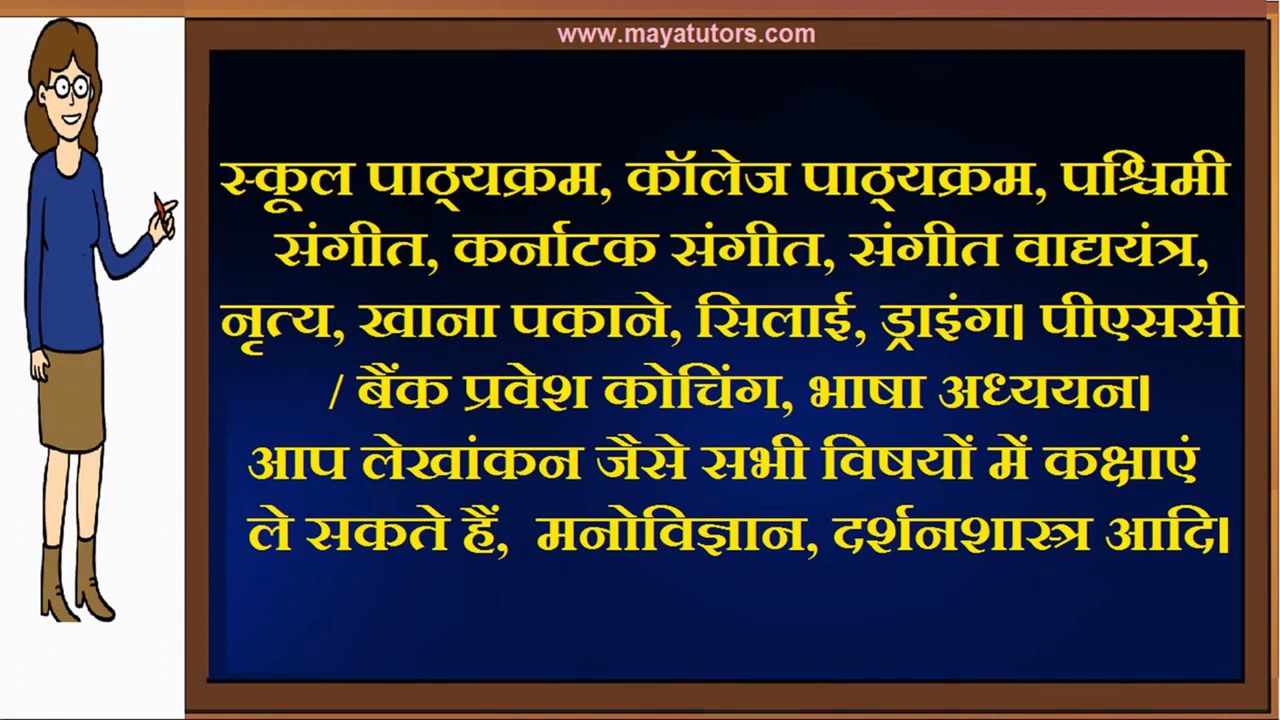 www.mayatutors.com
स्कूल पाठ्यक्रम, कॉलेज पाठ्यक्रम, पश्चिमी
संगीत, कर्नाटक संगीत, संगीत वाद्ययंत्र,
नृत्य, खाना पकाने, सिलाई, ड्राइंग। पीएससी
/ बैंक प्रवेश कोचिंग, भाषा अध्ययन।
आप लेखांकन जैसे सभी विषयों में कक्षाएं
ले सकते हैं, मनोविज्ञान, दर्शनशास्त्र आदि।